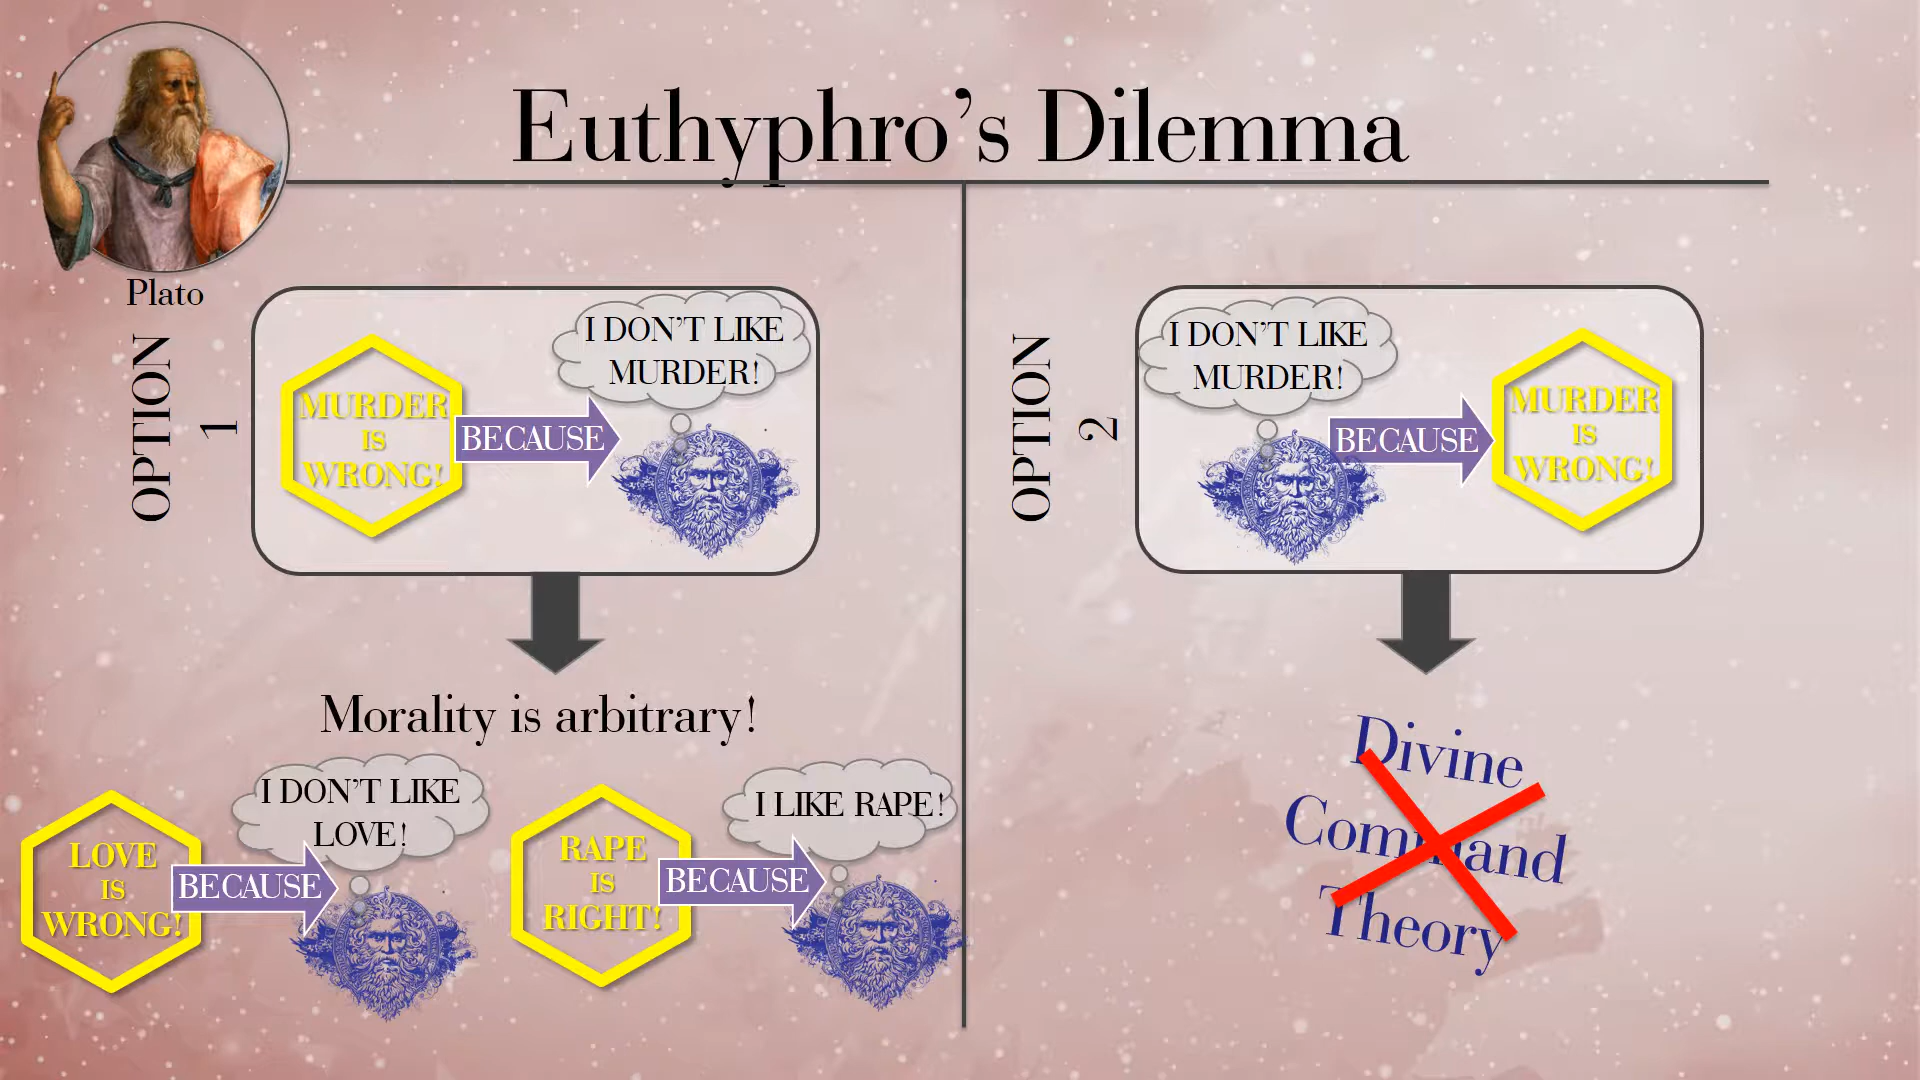 Euthyphro’s Dilemma
Plato
OPTION
1
MURDER
IS
WRONG!
BECAUSE
I DON’T LIKE
MURDER!
Morality is arbitrary!
LOVE
IS
WRONG!
BECAUSE
I DON’T LIKE
LOVE!
RAPE
IS
RIGHT!
BECAUSE
I LIKE RAPE!
OPTION
2
I DON’T LIKE
MURDER!
BECAUSE
MURDER
IS
WRONG!
Divine
Command
Theory